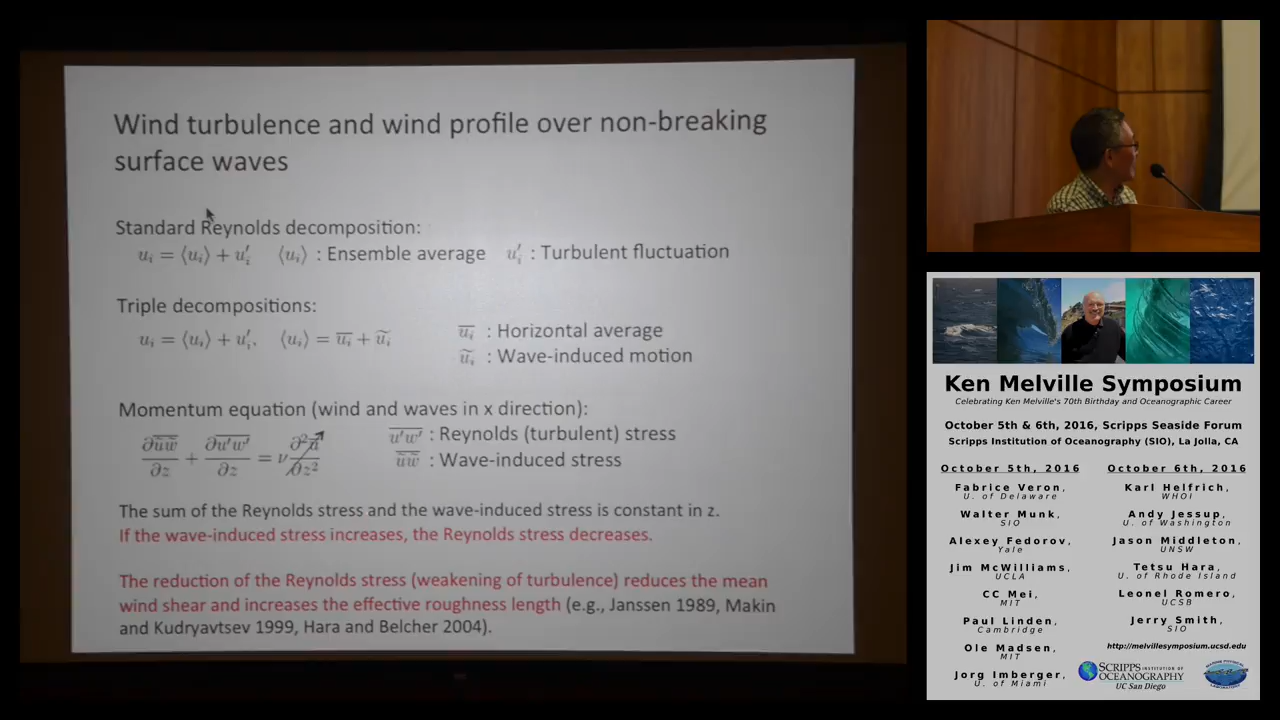 Wind turbulence and wind profile over non-breaking
surface waves
Standard Reynolds decomposition:
uᵢ = ⟨uᵢ⟩ + u′ᵢ ⟨uᵢ⟩ : Ensemble average u′ᵢ : Turbulent fluctuation
Triple decompositions:
uᵢ = ⟨uᵢ⟩ + u′ᵢ, ⟨uᵢ⟩ = u̅ᵢ + ũᵢ
u̅ᵢ : Horizontal average
ũᵢ : Wave-induced motion
Momentum equation (wind and waves in x direction):
∂\overline{ũw̃}/∂z + ∂\overline{u′w′}/∂z = ν ∂²u̅/∂z²
\overline{u′w′} : Reynolds (turbulent) stress
\overline{ũw̃} : Wave-induced stress
The sum of the Reynolds stress and the wave-induced stress is constant in z.
If the wave-induced stress increases, the Reynolds stress decreases.
The reduction of the Reynolds stress (weakening of turbulence) reduces the mean
wind shear and increases the effective roughness length (e.g., Janssen 1989, Makin
and Kudryavtsev 1999, Hara and Belcher 2004).
Ken Melville Symposium
Celebrating Ken Melville's 70th Birthday and Oceanographic Career
October 5th & 6th, 2016, Scripps Seaside Forum
Scripps Institution of Oceanography (SIO), La Jolla, CA
October 5th, 2016
Fabrice Veron,
U. of Delaware
Walter Munk,
SIO
Alexey Fedorov,
Yale
Jim McWilliams,
UCLA
CC Mei,
MIT
Paul Linden,
Cambridge
Ole Madsen,
MIT
Jorg Imberger,
U. of Miami
October 6th, 2016
Karl Helfrich,
WHOI
Andy Jessup,
U. of Washington
Jason Middleton,
UNSW
Tetsu Hara,
U. of Rhode Island
Leonel Romero,
UCSB
Jerry Smith,
SIO
http://melvillesymposium.ucsd.edu
SCRIPPS INSTITUTION OF
OCEANOGRAPHY
UC San Diego